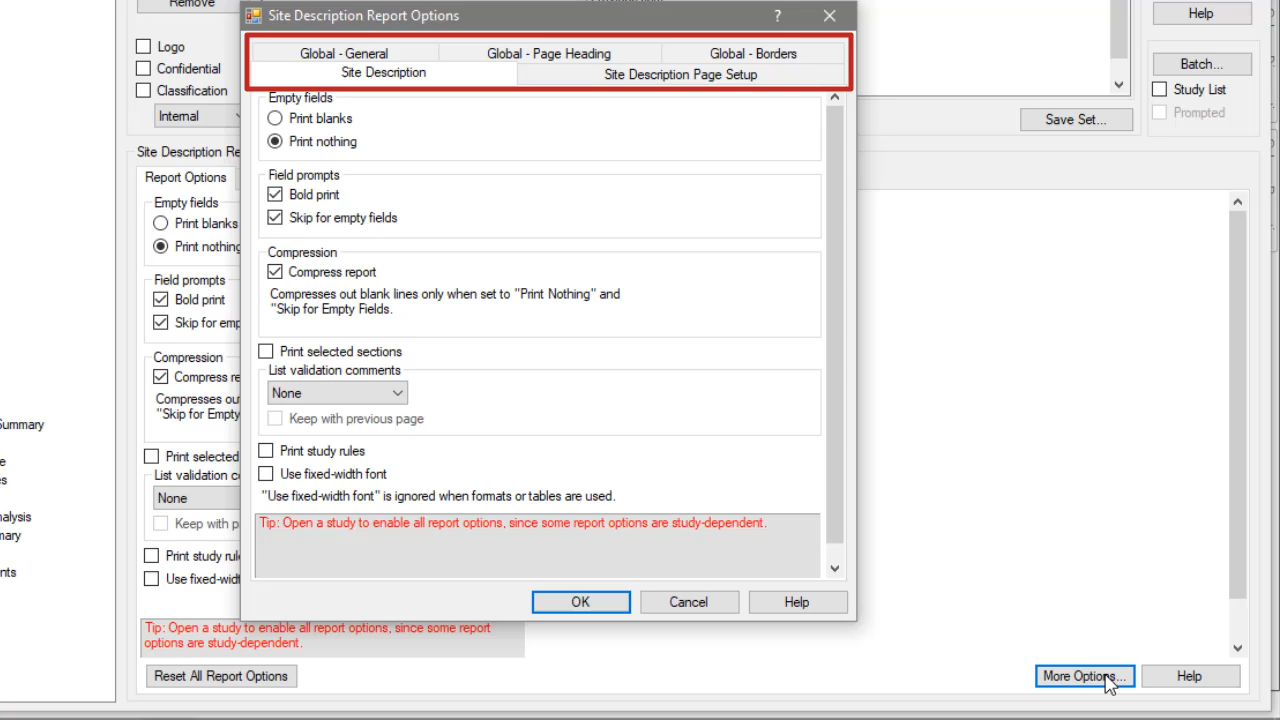 Remove
Logo
Confidential
Classification
Internal
Site Description Report Options
?
Global - General
Global - Page Heading
Global - Borders
Site Description
Site Description Page Setup
Empty fields
Print blanks
Print nothing
Field prompts
Bold print
Skip for empty fields
Compression
Compress report
Compresses out blank lines only when set to "Print Nothing" and
"Skip for Empty Fields.
Print selected sections
List validation comments
None
Keep with previous page
Print study rules
Use fixed-width font
"Use fixed-width font" is ignored when formats or tables are used.
Tip: Open a study to enable all report options, since some report options are study-dependent.
OK
Cancel
Help
Help
Batch...
Study List
Prompted
Save Set...
Site Description Re
Report Options
Empty fields
Print blanks
Print nothing
Field prompts
Bold print
Skip for emp
Compression
Compress re
Compresses ou
"Skip for Empty
Print selected
List validation c
None
Keep with p
Print study rul
Use fixed-widt
Tip: Open a study to enable all report options, since some report
options are study-dependent.
Reset All Report Options
More Options...
Help
Summary
e
es
nalysis
mary
nts